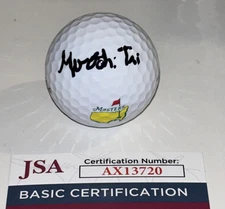 MASTERS
JSA
Certification Number:
AX13720
BASIC CERTIFICATION